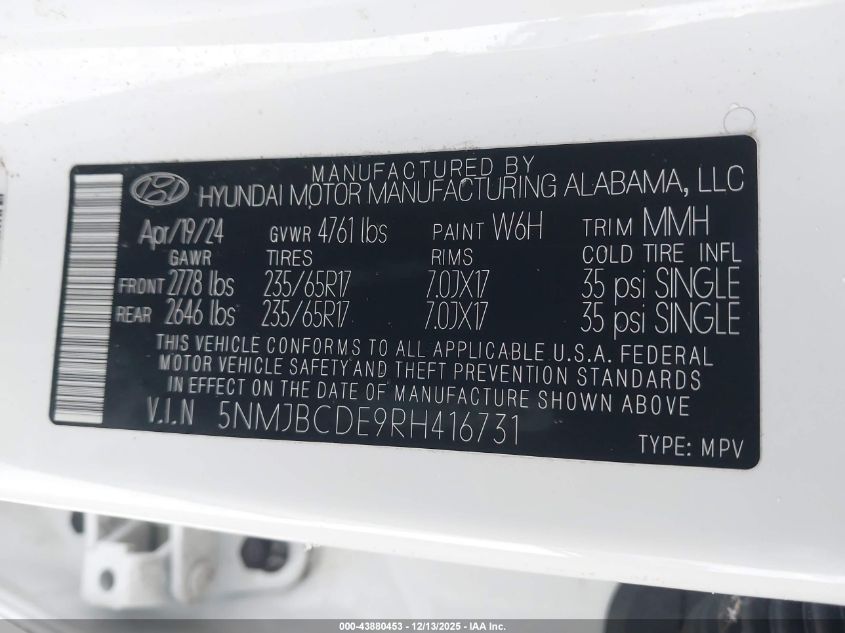 MANUFACTURED BY
HYUNDAI MOTOR MANUFACTURING ALABAMA, LLC
Apr/19/24 GVWR 4761 lbs PAINT W6H TRIM MMH
GAWR TIRES RIMS COLD TIRE INFL
FRONT 2778 lbs 235/65R17 7.0JX17 35 psi SINGLE
REAR 2646 lbs 235/65R17 7.0JX17 35 psi SINGLE
THIS VEHICLE CONFORMS TO ALL APPLICABLE U.S.A. FEDERAL
MOTOR VEHICLE SAFETY AND THEFT PREVENTION STANDARDS
IN EFFECT ON THE DATE OF MANUFACTURE SHOWN ABOVE.
V.I.N 5NMJBCDE9RH416731
TYPE: MPV
000-43880453 - 12/13/2025 - IAA Inc.